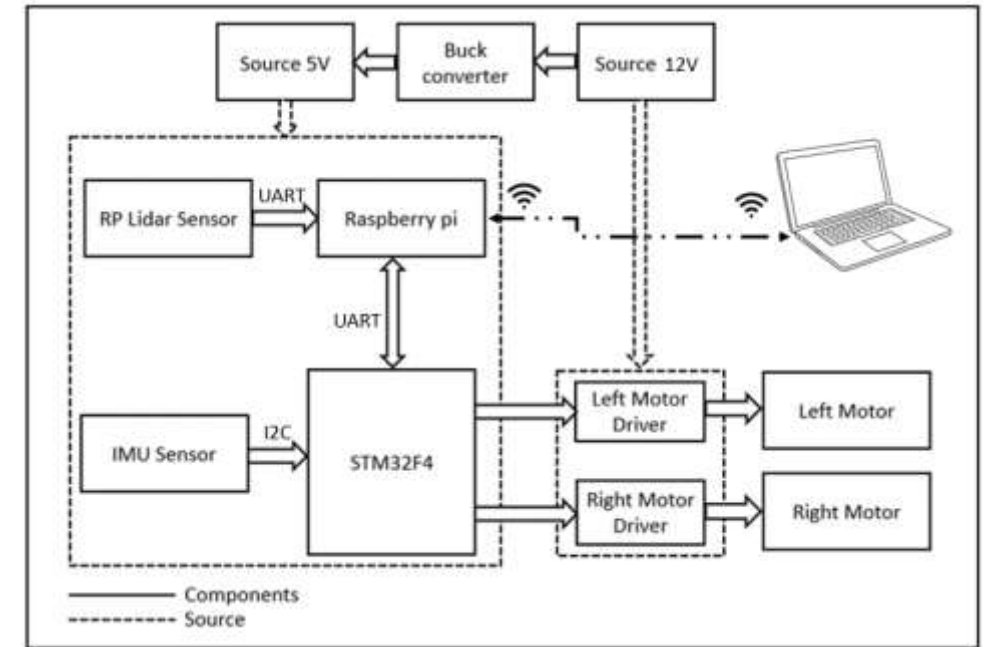 Source 5V
Buck
converter
Source 12V
RP Lidar Sensor
UART
Raspberry pi
UART
IMU Sensor
I2C
STM32F4
Left Motor
Driver
Left Motor
Right Motor
Driver
Right Motor
Components
Source